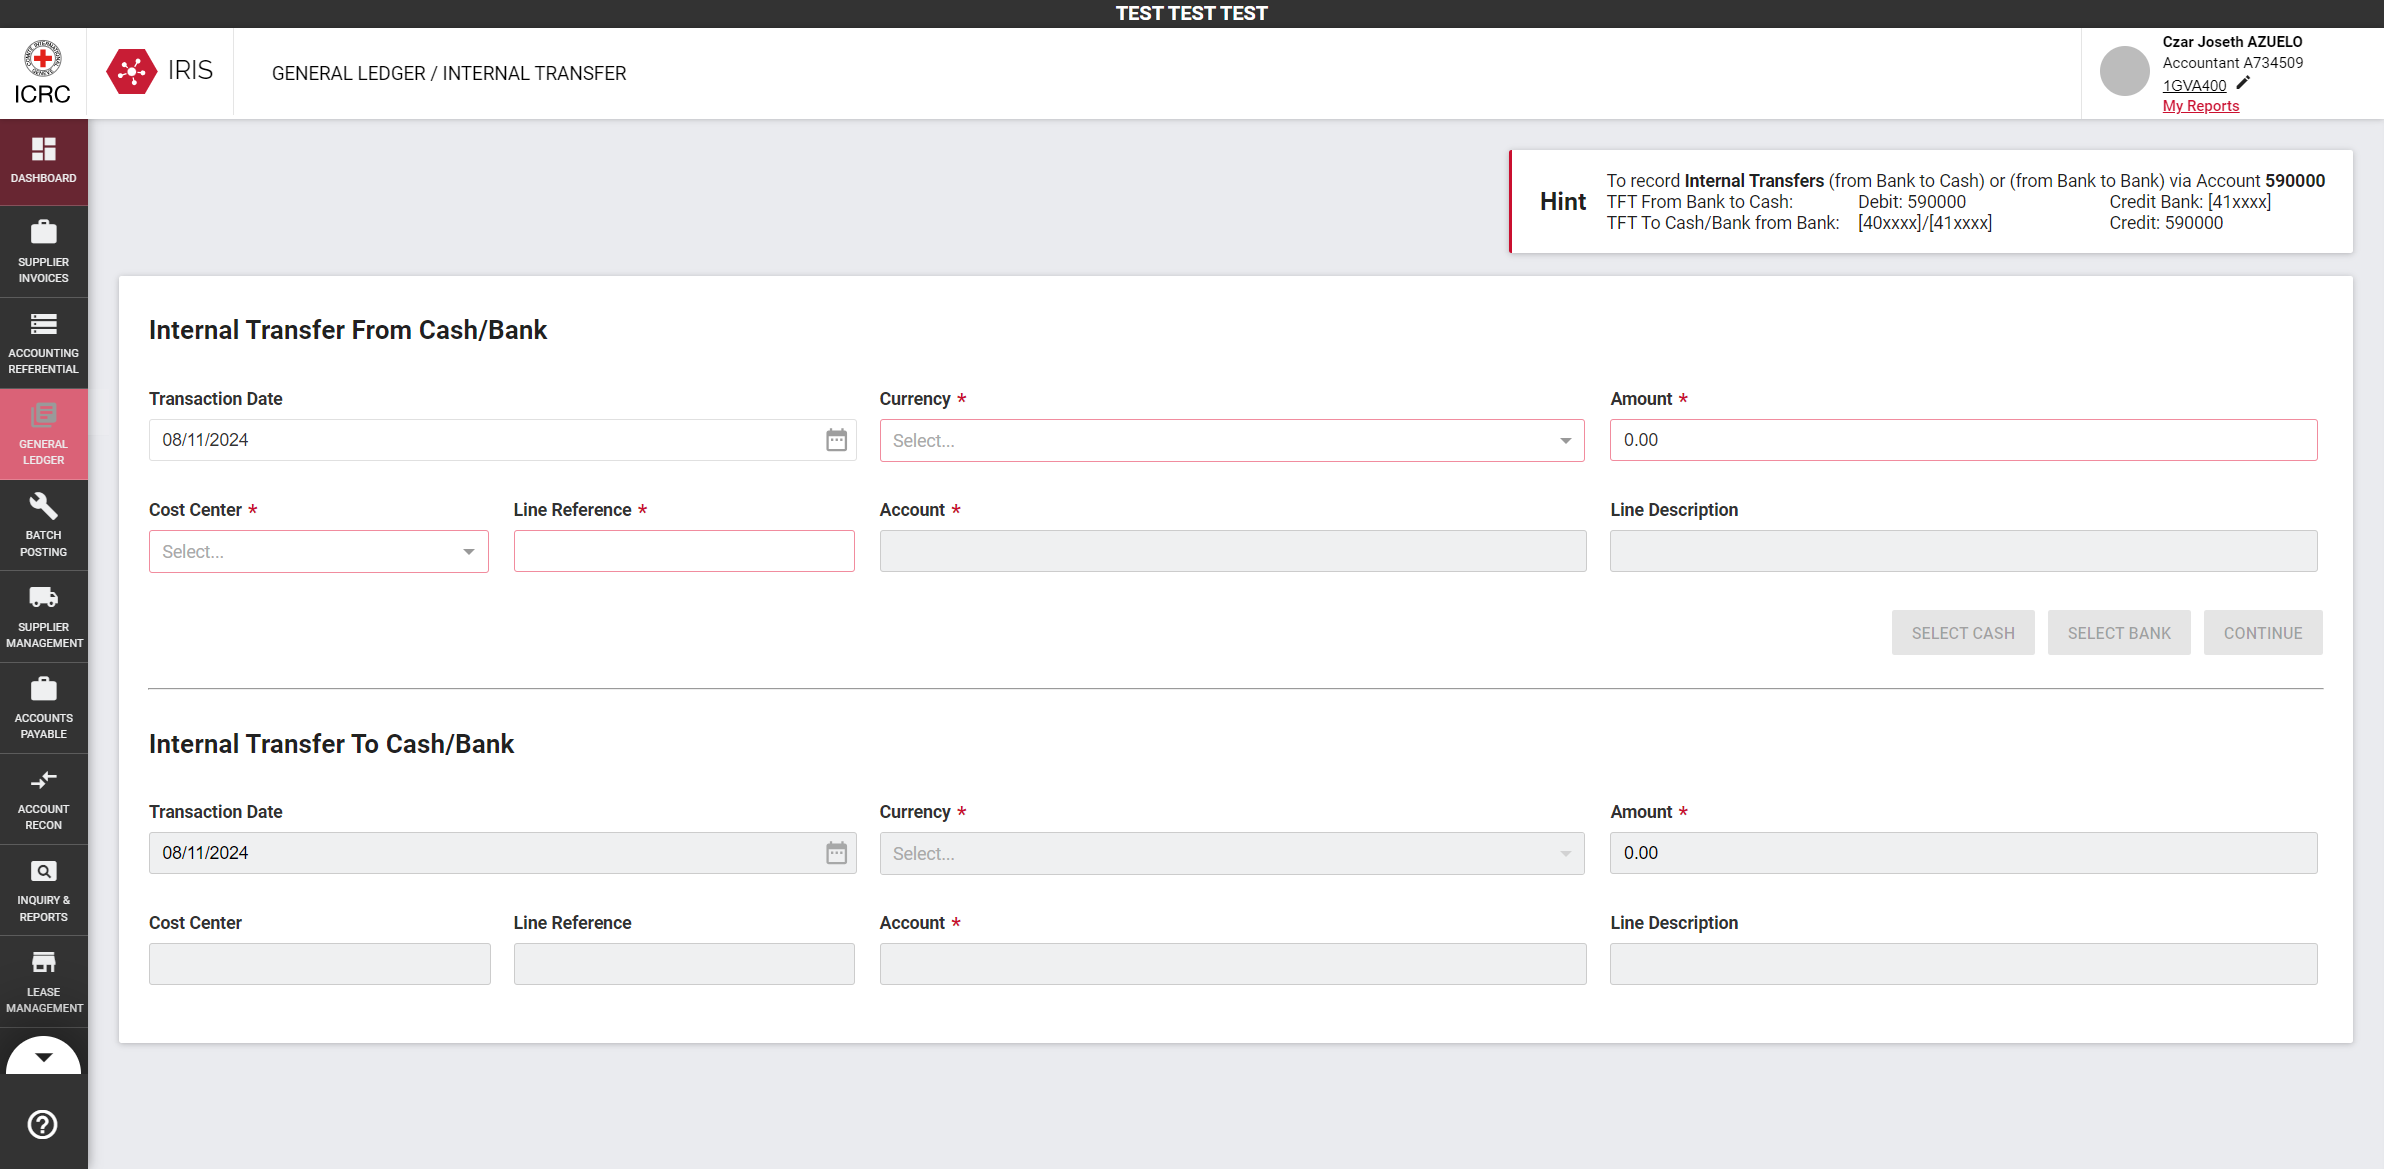 TEST TEST TEST
ICRC
IRIS
GENERAL LEDGER / INTERNAL TRANSFER
Czar Joseth AZUELO
Accountant A734509
1GVA400
My Reports
DASHBOARD
SUPPLIER
INVOICES
ACCOUNTING
REFERENTIAL
GENERAL
LEDGER
BATCH
POSTING
SUPPLIER
MANAGEMENT
ACCOUNTS
PAYABLE
ACCOUNT
RECON
INQUIRY &
REPORTS
LEASE
MANAGEMENT
Hint
To record Internal Transfers (from Bank to Cash) or (from Bank to Bank) via Account 590000
TFT From Bank to Cash: Debit: 590000 Credit Bank: [41xxxx]
TFT To Cash/Bank from Bank: [40xxxx]/[41xxxx] Credit: 590000
Internal Transfer From Cash/Bank
Transaction Date Currency * Amount *
08/11/2024 Select... 0.00
Cost Center * Line Reference * Account * Line Description
Select...
SELECT CASH SELECT BANK CONTINUE
Internal Transfer To Cash/Bank
Transaction Date Currency * Amount *
08/11/2024 Select... 0.00
Cost Center Line Reference Account * Line Description